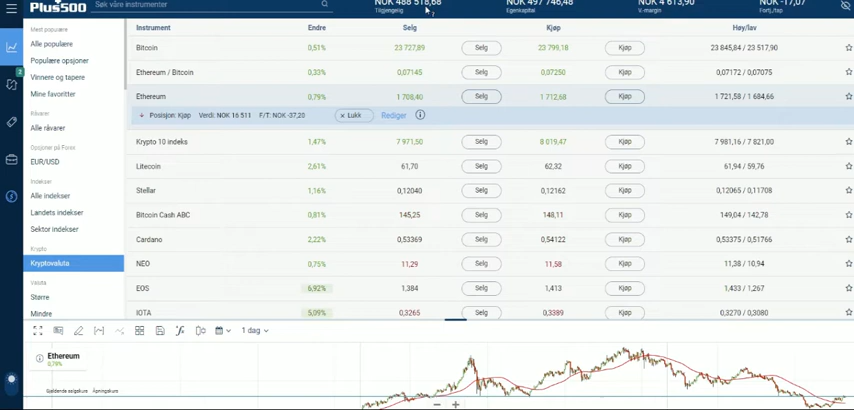 Plus500
Søk våre instrumenter
NOK 488 518,68
Tilgjengelig
NOK 497 746,48
Egenkapital
NOK 4 613,90
V.-margin
NOK -17,07
Fortj./tap
Mest populære
Alle populære
Populære opsjoner
Vinnere og tapere
Mine favoritter
Råvarer
Alle råvarer
Opsjoner på Forex
EUR/USD
Indekser
Alle indekser
Landets indekser
Sektor indekser
Krypto
Kryptovaluta
Valuta
Større
Mindre
2
Instrument Endre Selg Kjøp Høy/lav
Bitcoin 0,51% 23 727,89 Selg 23 799,18 Kjøp 23 845,84 / 23 517,90
Ethereum / Bitcoin 0,33% 0,07145 Selg 0,07250 Kjøp 0,07172 / 0,07075
Ethereum 0,79% 1 708,40 Selg 1 712,68 Kjøp 1 721,58 / 1 684,66
Posisjon: Kjøp Verdi: NOK 16 511 F/T: NOK -37,23 × Lukk Rediger
Krypto 10 indeks 1,47% 7 971,50 Selg 8 019,47 Kjøp 7 981,16 / 7 821,00
Litecoin 2,61% 61,70 Selg 62,32 Kjøp 61,94 / 59,76
Stellar 1,16% 0,12040 Selg 0,12162 Kjøp 0,12065 / 0,11708
Bitcoin Cash ABC 0,81% 145,25 Selg 148,11 Kjøp 149,04 / 142,78
Cardano 2,22% 0,53369 Selg 0,54122 Kjøp 0,53375 / 0,51766
NEO 0,75% 11,29 Selg 11,58 Kjøp 11,38 / 10,94
EOS 6,92% 1,384 Selg 1,413 Kjøp 1,433 / 1,267
IOTA 5,09% 0,3265 Selg 0,3389 Kjøp 0,3270 / 0,3080
1 dag
Ethereum
0,79%
Gjeldende selgskurs Åpningskurs